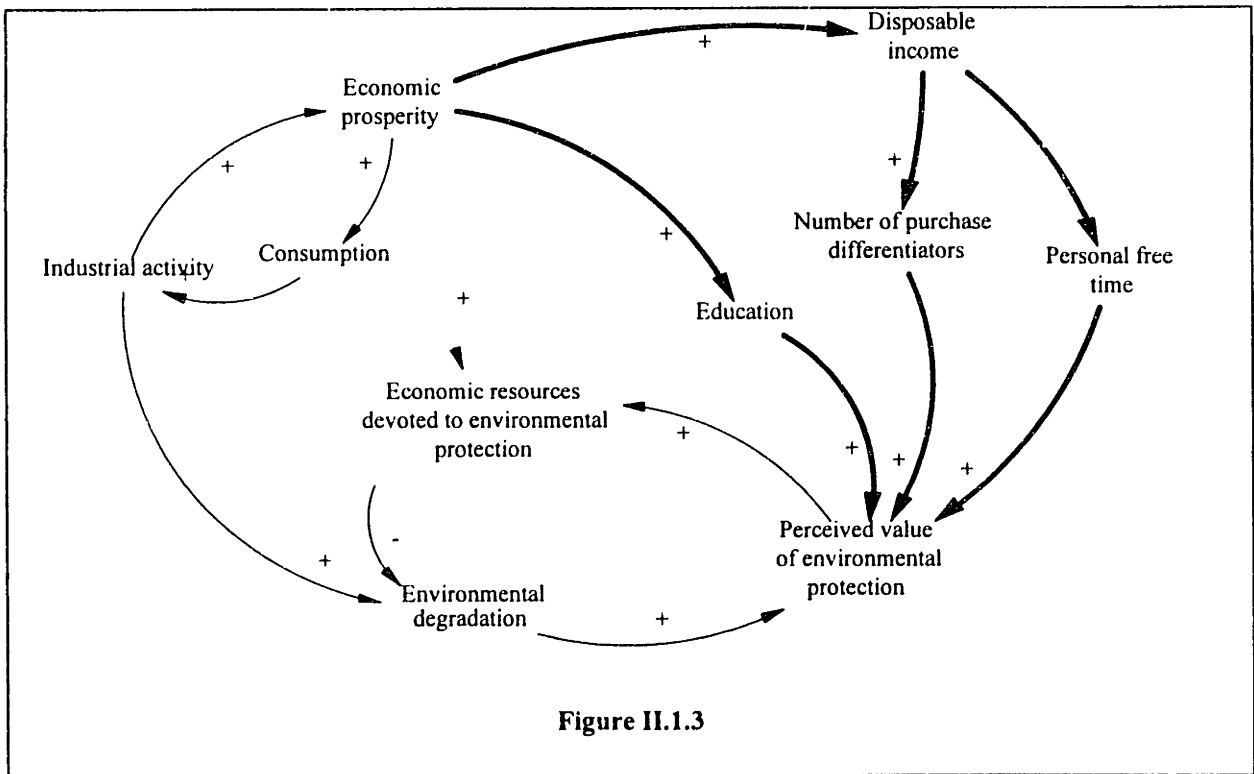 Disposable
income
+
Economic
prosperity
+
+
+
+
Number of purchase
differentiators
Industrial activity
+
Consumption
Personal free
time
+
Education
Economic resources
devoted to environmental
protection
+
+
+
+
Perceived value
of environmental
protection
-
+
Environmental
degradation
+
Figure II.1.3